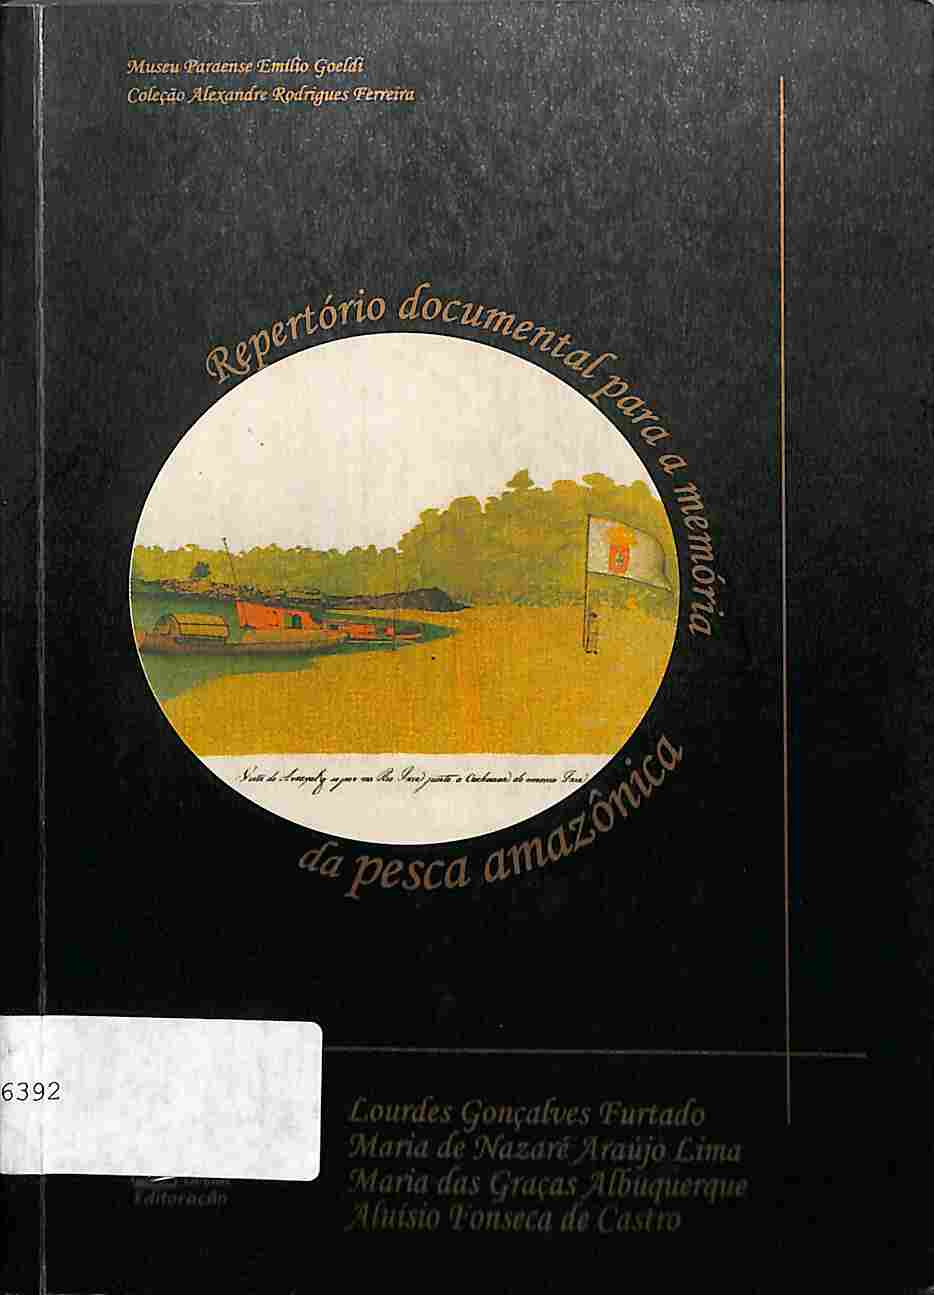 Museu Paraense Emílio Goeldi
Coleção Alexandre Rodrigues Ferreira
Repertório documental para a memória
da pesca amazônica
6392
Lourdes Gonçalves Furtado
Maria de Nazaré Araújo Lima
Maria das Graças Albuquerque
Aluísio Fonseca de Castro
Editoração